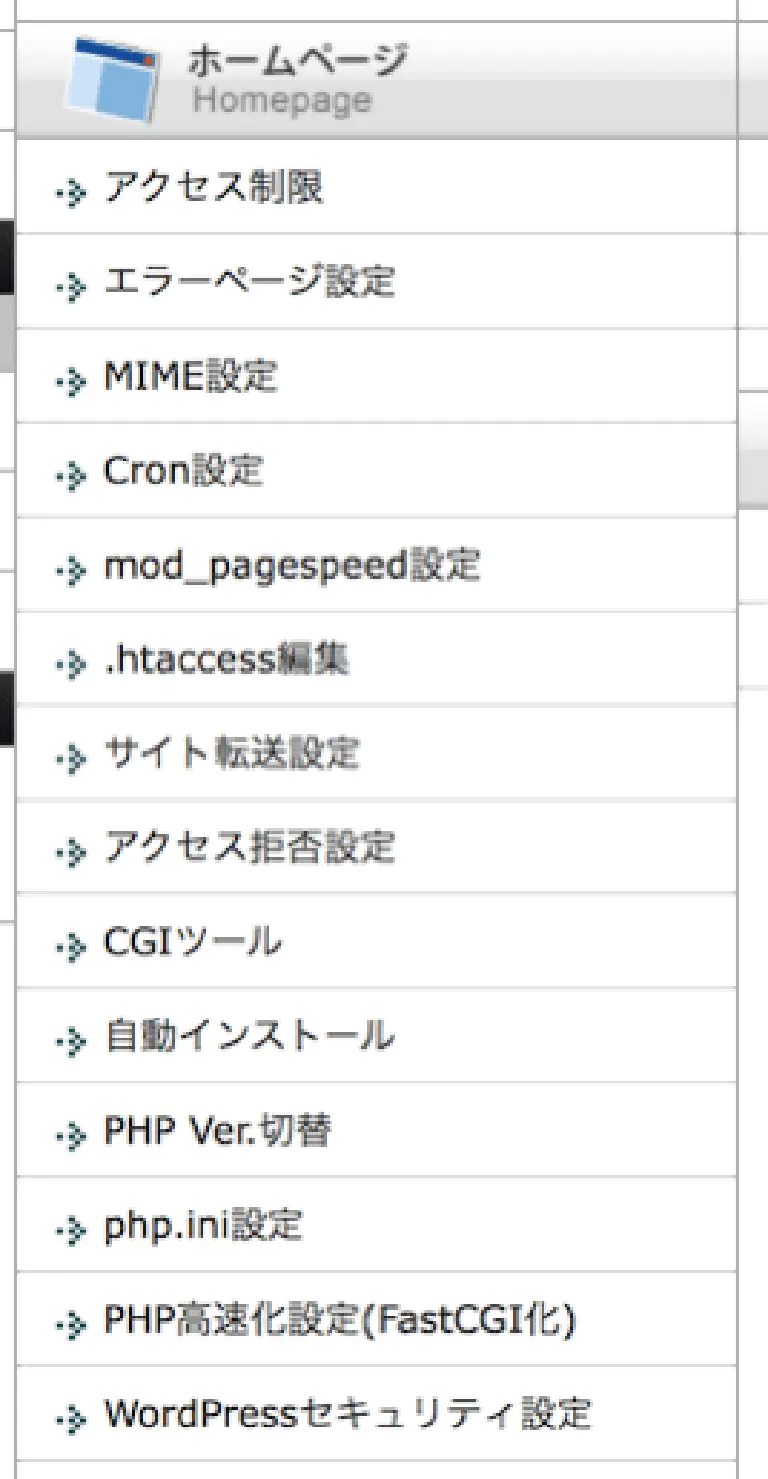 ホームページ
Homepage
アクセス制限
エラーページ設定
MIME設定
Cron設定
mod_pagespeed設定
.htaccess編集
サイト転送設定
アクセス拒否設定
CGIツール
自動インストール
PHP Ver.切替
php.ini設定
PHP高速化設定(FastCGI化)
WordPressセキュリティ設定